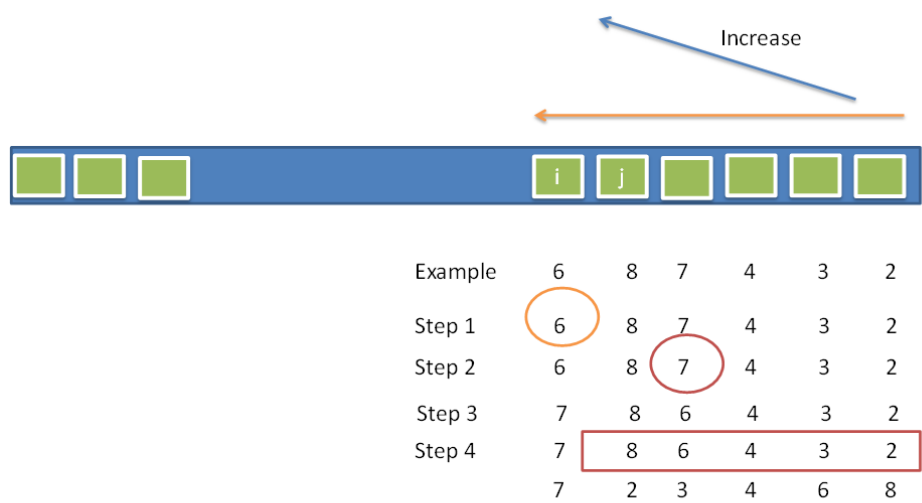 Increase
i j
Example 6 8 7 4 3 2
Step 1 6 8 7 4 3 2
Step 2 6 8 7 4 3 2
Step 3 7 8 6 4 3 2
Step 4 7 8 6 4 3 2
7 2 3 4 6 8